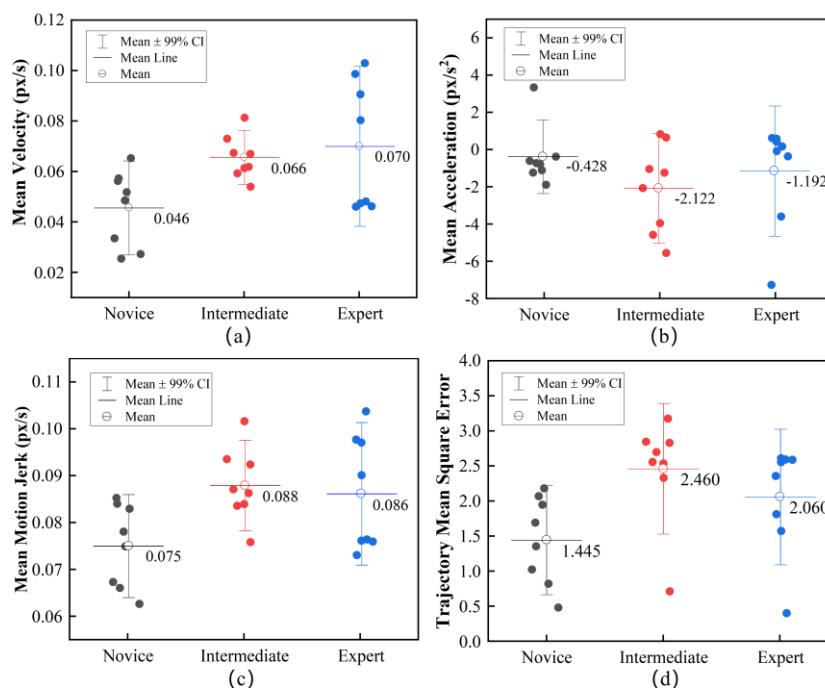 Mean Velocity (px/s)
0.12
0.10
0.08
0.06
0.04
0.02
Mean ± 99% CI
Mean Line
Mean
0.046
0.066
0.070
Novice
Intermediate
Expert
(a)
Mean Acceleration (px/s²)
6
4
2
0
-2
-4
-6
-8
Mean ± 99% CI
Mean Line
Mean
-0.428
-2.122
-1.192
Novice
Intermediate
Expert
(b)
Mean Motion Jerk (px/s)
0.11
0.10
0.09
0.08
0.07
0.06
Mean ± 99% CI
Mean Line
Mean
0.075
0.088
0.086
Novice
Intermediate
Expert
(c)
Trajectory Mean Square Error
4.0
3.5
3.0
2.5
2.0
1.5
1.0
0.5
0.0
Mean ± 99% CI
Mean Line
Mean
1.445
2.460
2.060
Novice
Intermediate
Expert
(d)